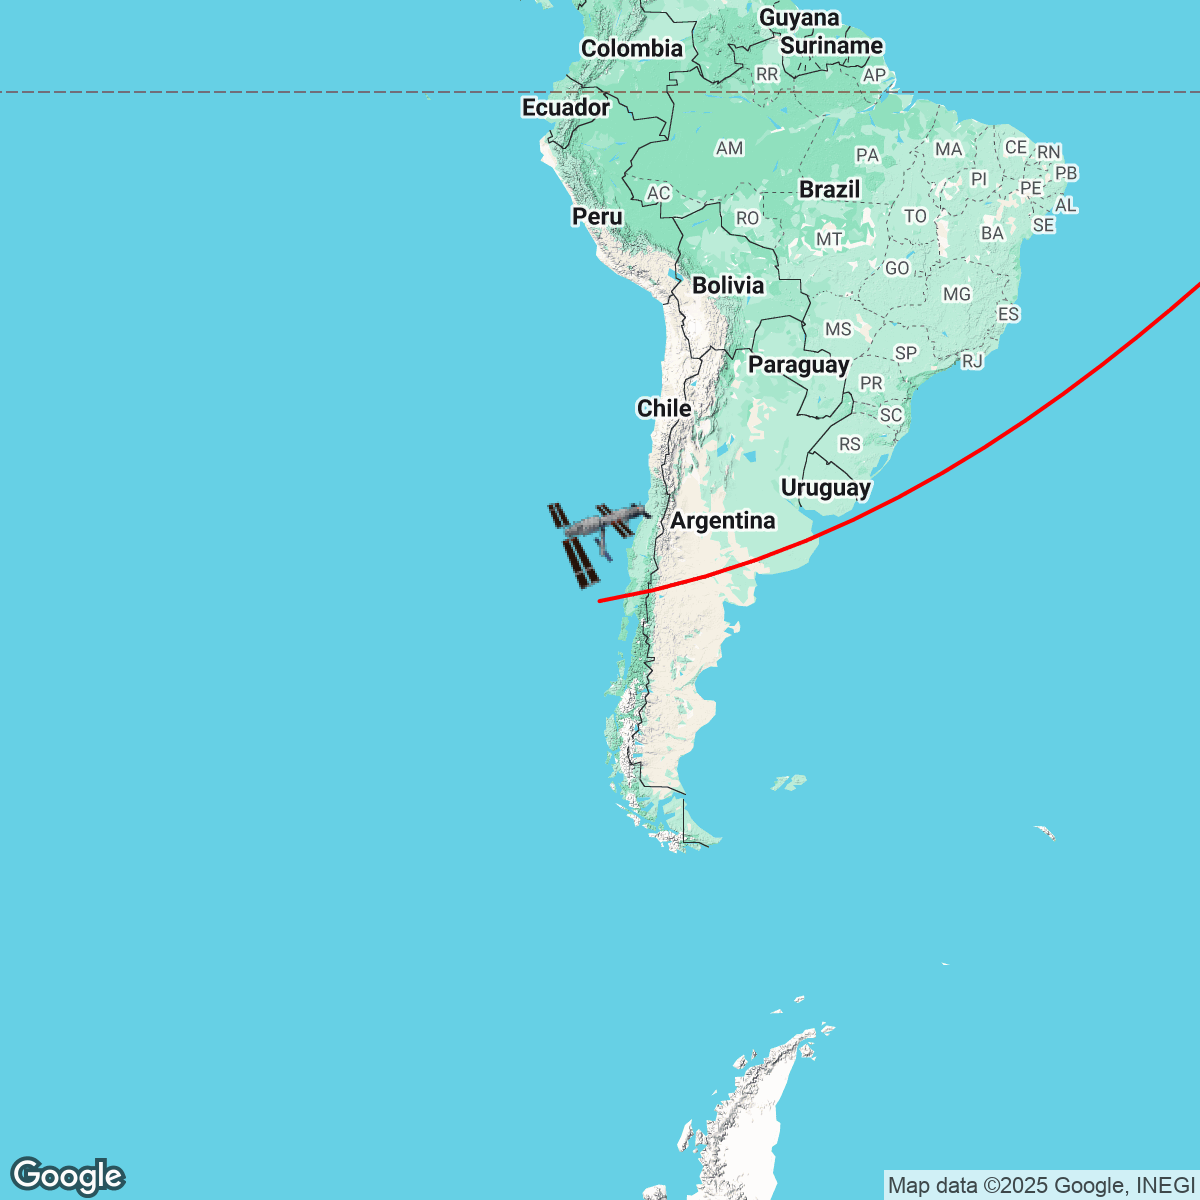 Guyana
Colombia
Suriname
RR
AP
Ecuador
AM
PA
MA
CE
RN
PI
PB
PE
AC
Brazil
AL
Peru
RO
TO
SE
BA
MT
GO
Bolivia
MG
ES
MS
SP
RJ
Paraguay
PR
Chile
SC
RS
Uruguay
Argentina
Google
Map data ©2025 Google, INEGI